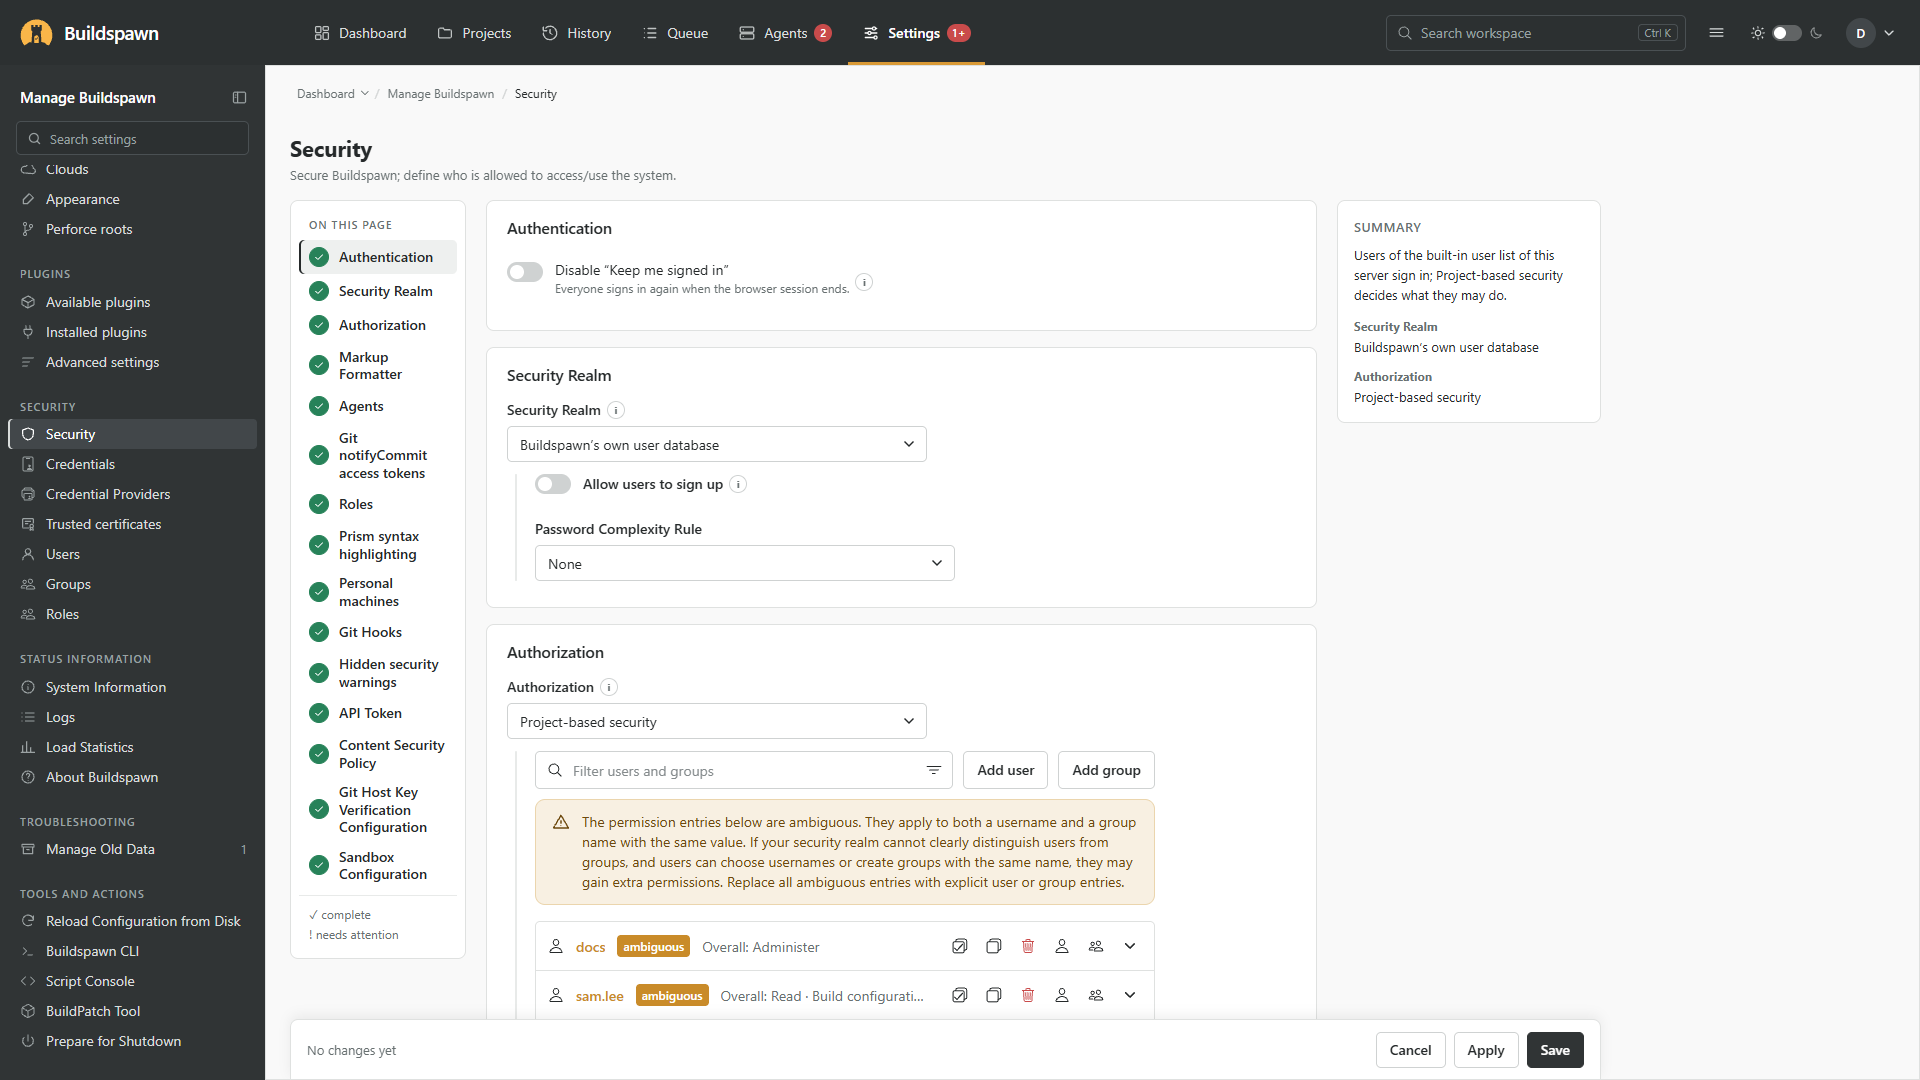 Buildspawn
Dashboard
Projects
History
Queue
Agents 2
Settings 1+
Search workspace Ctrl K
D
Manage Buildspawn
Search settings
Clouds
Appearance
Perforce roots
PLUGINS
Available plugins
Installed plugins
Advanced settings
SECURITY
Security
Credentials
Credential Providers
Trusted certificates
Users
Groups
Roles
STATUS INFORMATION
System Information
Logs
Load Statistics
About Buildspawn
TROUBLESHOOTING
Manage Old Data 1
TOOLS AND ACTIONS
Reload Configuration from Disk
Buildspawn CLI
Script Console
BuildPatch Tool
Prepare for Shutdown
Dashboard / Manage Buildspawn / Security
Security
Secure Buildspawn; define who is allowed to access/use the system.
ON THIS PAGE
Authentication
Security Realm
Authorization
Markup
Formatter
Agents
Git
notifyCommit
access tokens
Roles
Prism syntax
highlighting
Personal
machines
Git Hooks
Hidden security
warnings
API Token
Content Security
Policy
Git Host Key
Verification
Configuration
Sandbox
Configuration
✓ complete
! needs attention
Authentication
Disable “Keep me signed in”
Everyone signs in again when the browser session ends.
Security Realm
Security Realm
Buildspawn’s own user database
Allow users to sign up
Password Complexity Rule
None
Authorization
Authorization
Project-based security
Filter users and groups
Add user
Add group
The permission entries below are ambiguous. They apply to both a username and a group
name with the same value. If your security realm cannot clearly distinguish users from
groups, and users can choose usernames or create groups with the same name, they may
gain extra permissions. Replace all ambiguous entries with explicit user or group entries.
docs ambiguous Overall: Administer
sam.lee ambiguous Overall: Read · Build configurati...
SUMMARY
Users of the built-in user list of this
server sign in; Project-based security
decides what they may do.
Security Realm
Buildspawn’s own user database
Authorization
Project-based security
No changes yet
Cancel
Apply
Save